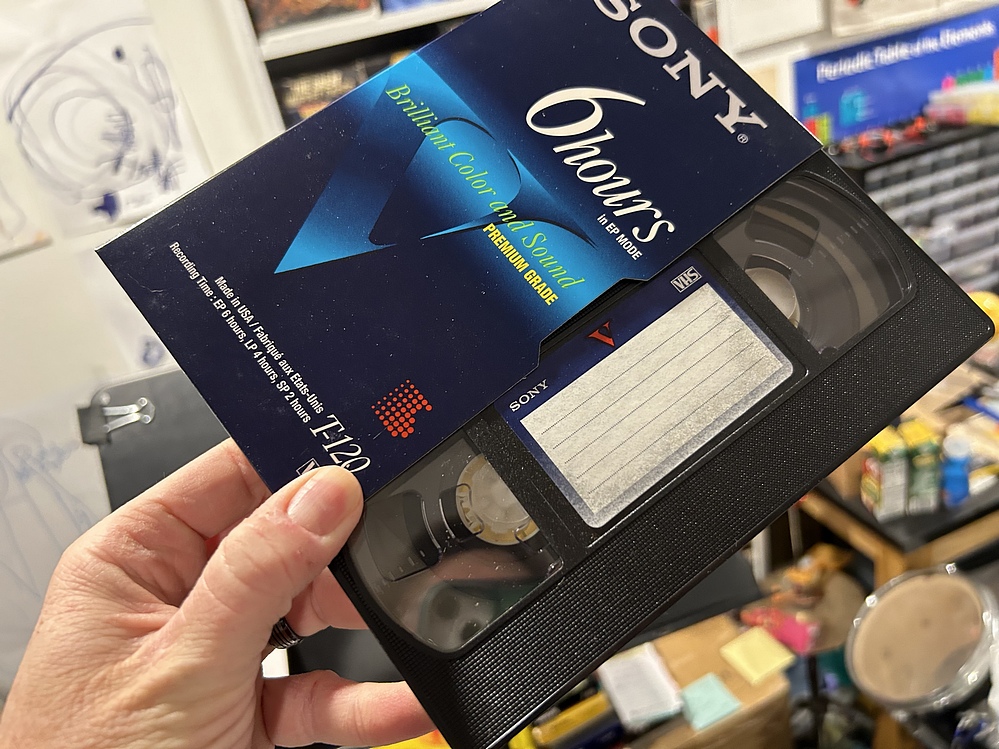 SONY®
6hours
in EP MODE
Brilliant Color and Sound
PREMIUM GRADE
Made in USA / Fabriqué aux Etats-Unis
Recording Time : EP 6 hours, LP 4 hours, SP 2 hours
T-120
V
VHS
V
SONY
Periodic Table of the Elements